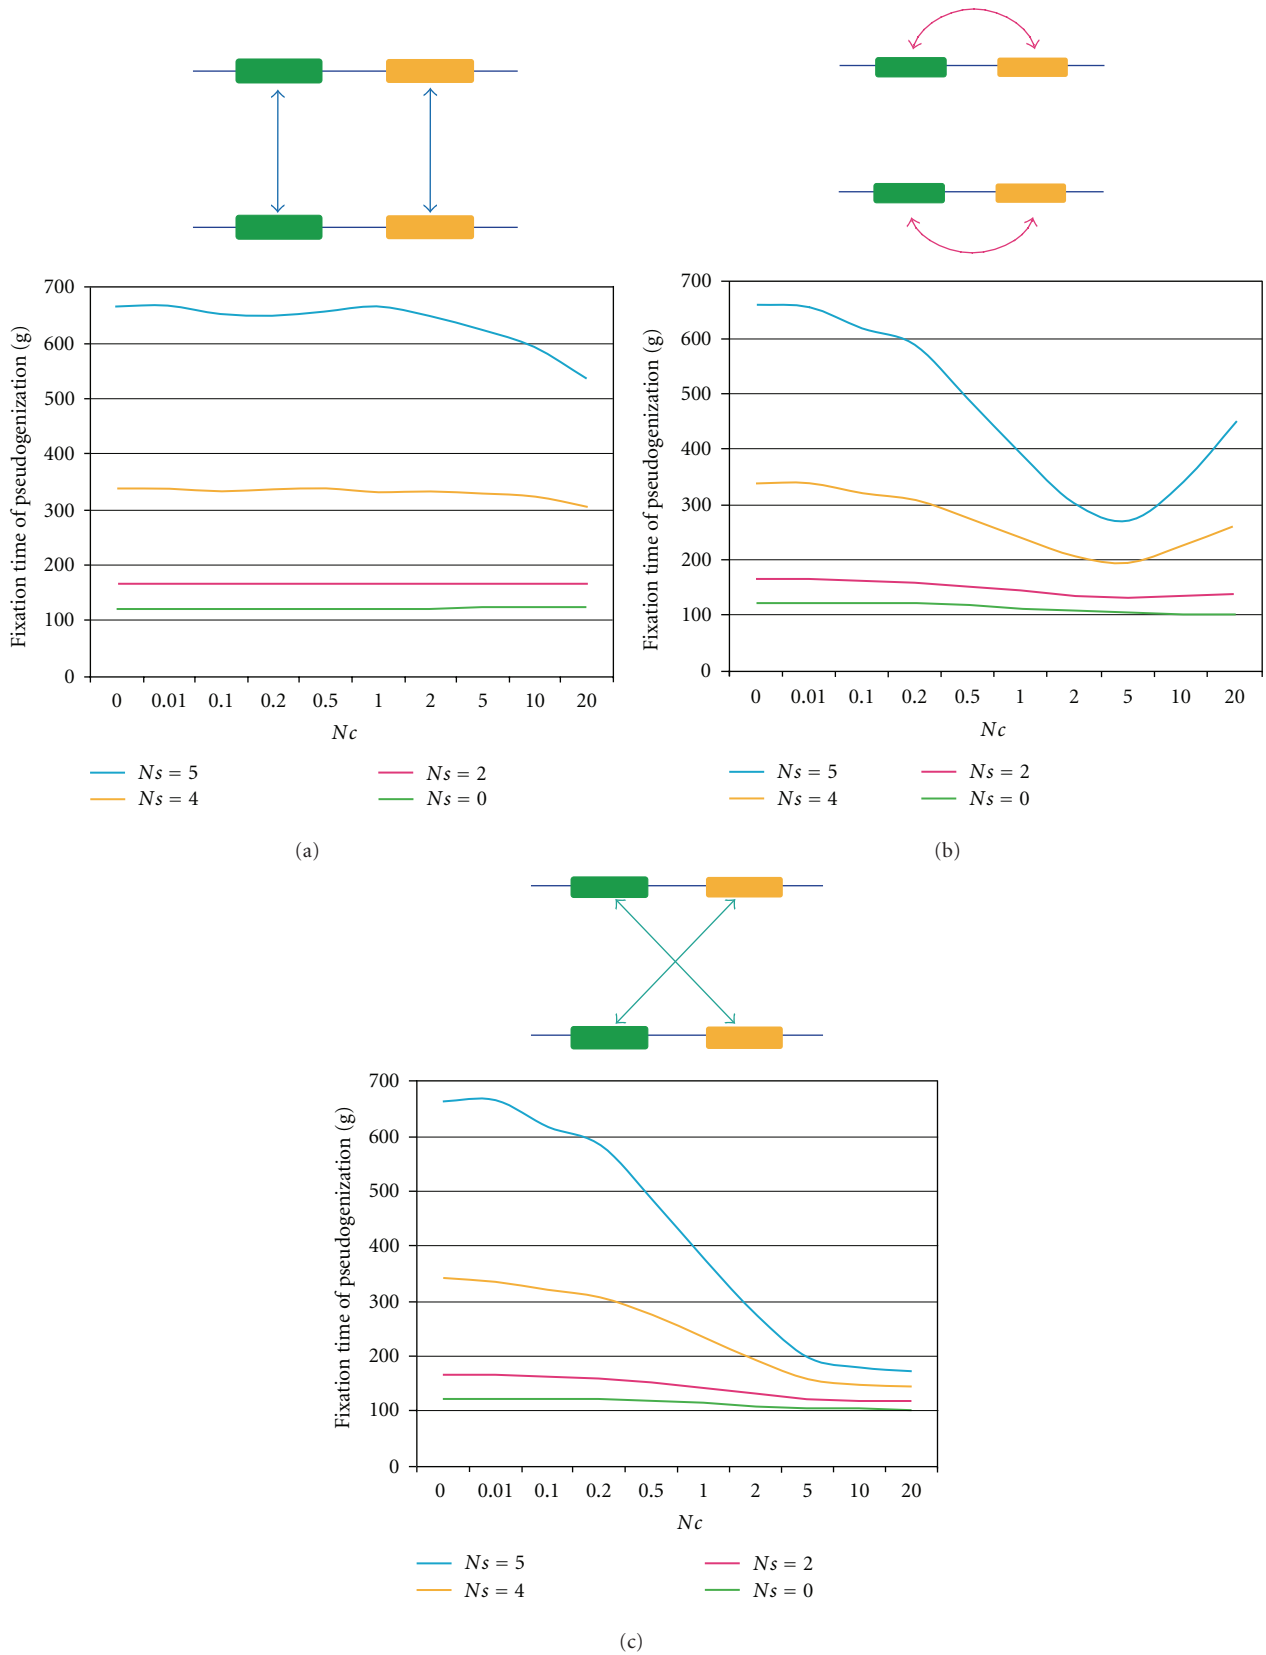 700
600
500
400
300
200
100
0
Fixation time of pseudogenization (g)
0 0.01 0.1 0.2 0.5 1 2 5 10 20
Nc
Ns = 5 Ns = 2
Ns = 4 Ns = 0
(a)
700
600
500
400
300
200
100
0
Fixation time of pseudogenization (g)
0 0.01 0.1 0.2 0.5 1 2 5 10 20
Nc
Ns = 5 Ns = 2
Ns = 4 Ns = 0
(b)
700
600
500
400
300
200
100
0
Fixation time of pseudogenization (g)
0 0.01 0.1 0.2 0.5 1 2 5 10 20
Nc
Ns = 5 Ns = 2
Ns = 4 Ns = 0
(c)